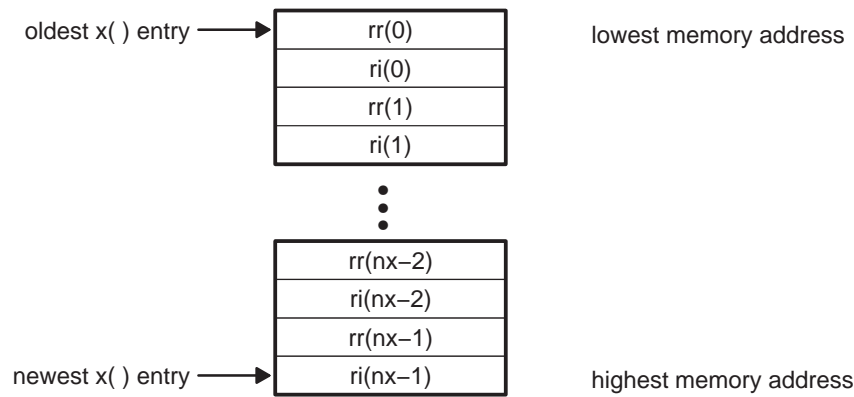 oldest x( ) entry rr(0) lowest memory address
ri(0)
rr(1)
ri(1)
rr(nx−2)
ri(nx−2)
rr(nx−1)
newest x( ) entry ri(nx−1) highest memory address